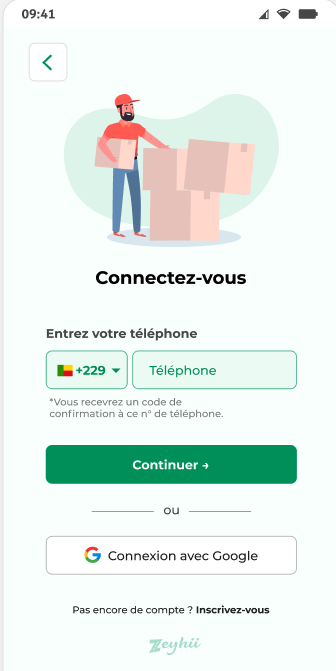 09:41
Connectez-vous
Entrez votre téléphone
+229
Téléphone
*Vous recevrez un code de
confirmation à ce n° de téléphone.
Continuer →
ou
Connexion avec Google
Pas encore de compte ? Inscrivez-vous
Zeyhii